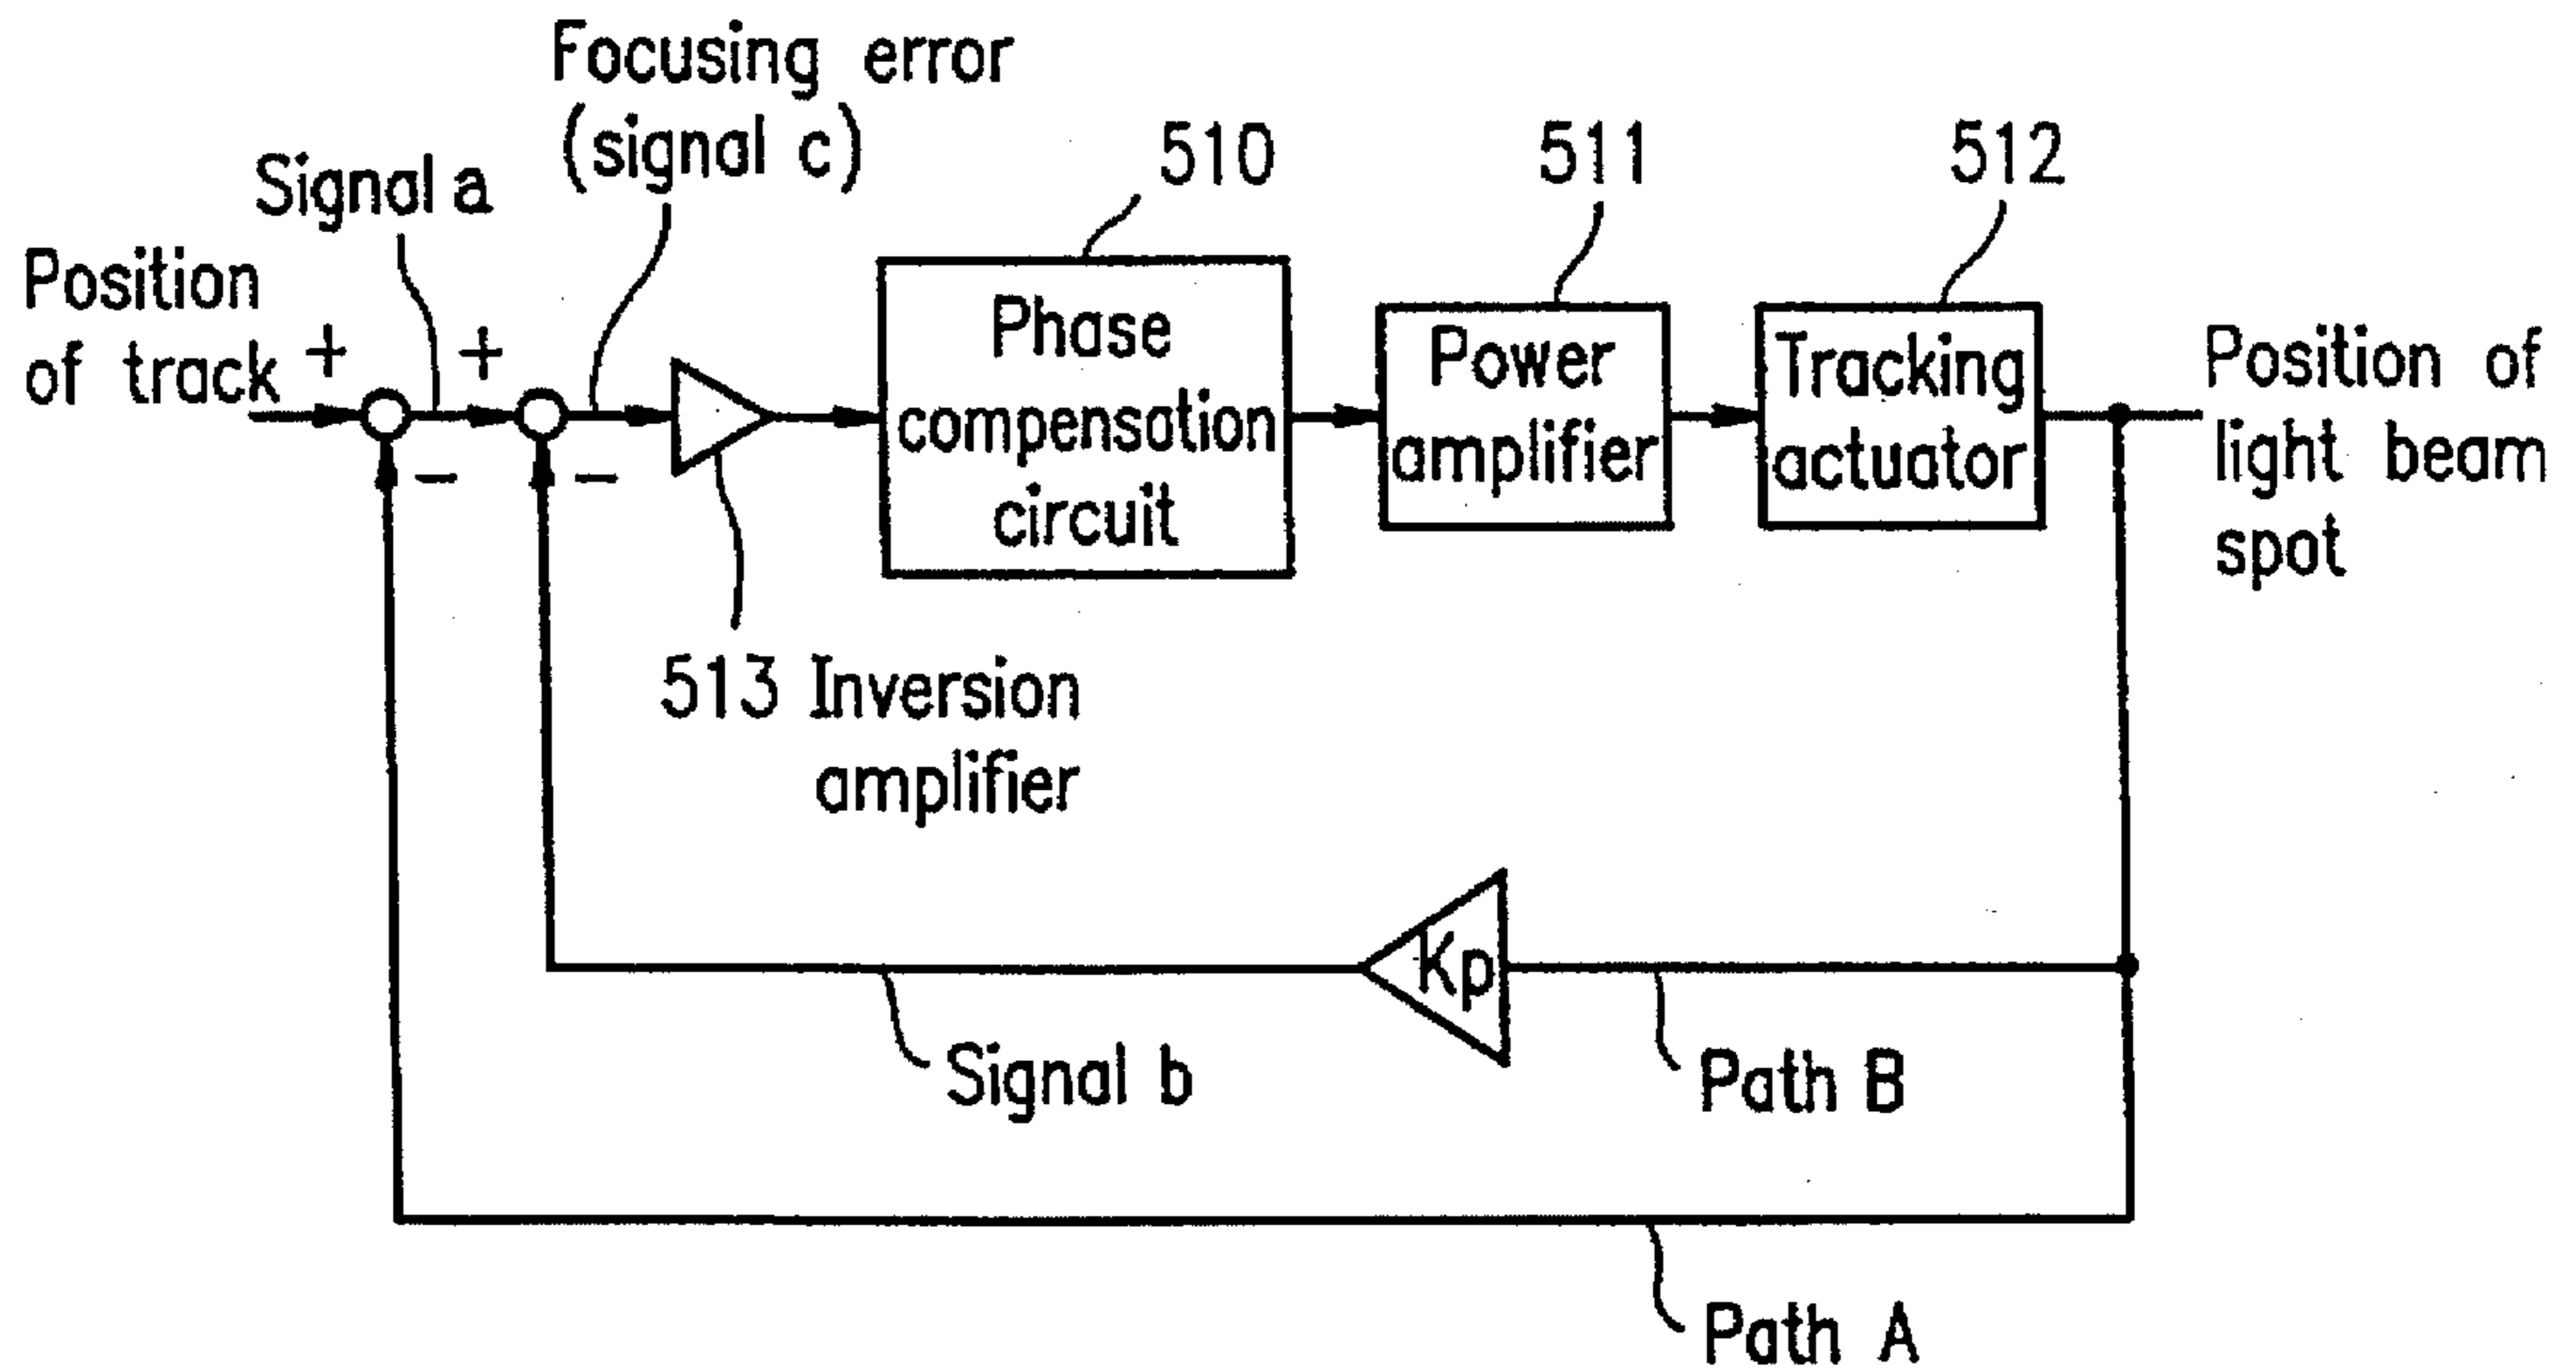 Focusing error
(signal c)
Signal a
510
511
512
Position
of track
+
+
-
-
Phase
compensation
circuit
Power
amplifier
Tracking
actuator
Position of
light beam
spot
513 Inversion
amplifier
Kp
Signal b
Path B
Path A